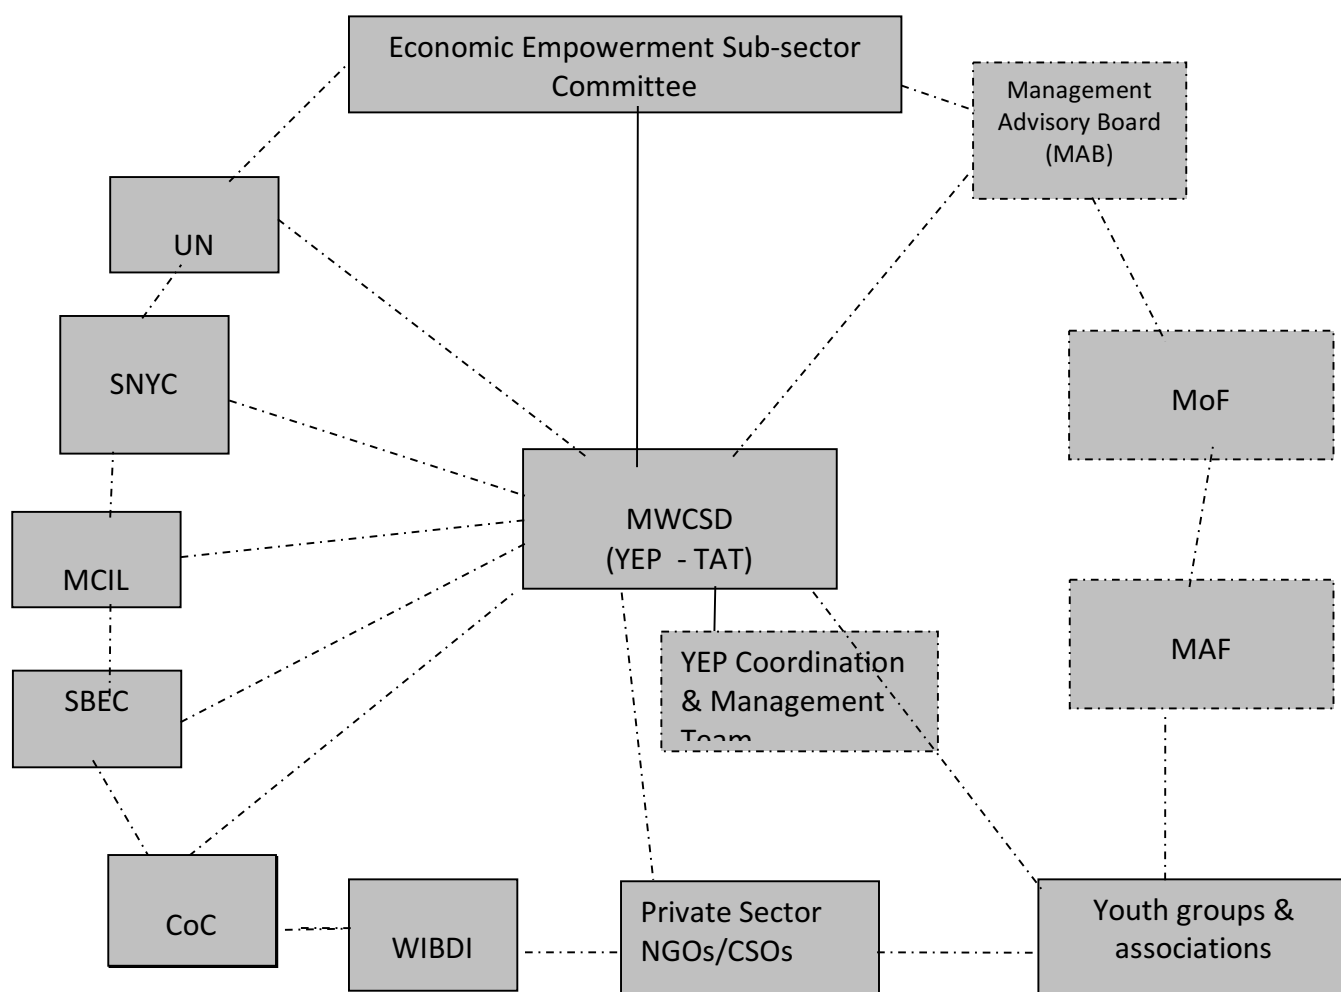 Economic Empowerment Sub-sector
Committee
Management
Advisory Board
(MAB)
UN
SNYC
MoF
MWCSD
(YEP - TAT)
MCIL
MAF
YEP Coordination
& Management
Team
SBEC
CoC
WIBDI
Private Sector
NGOs/CSOs
Youth groups &
associations